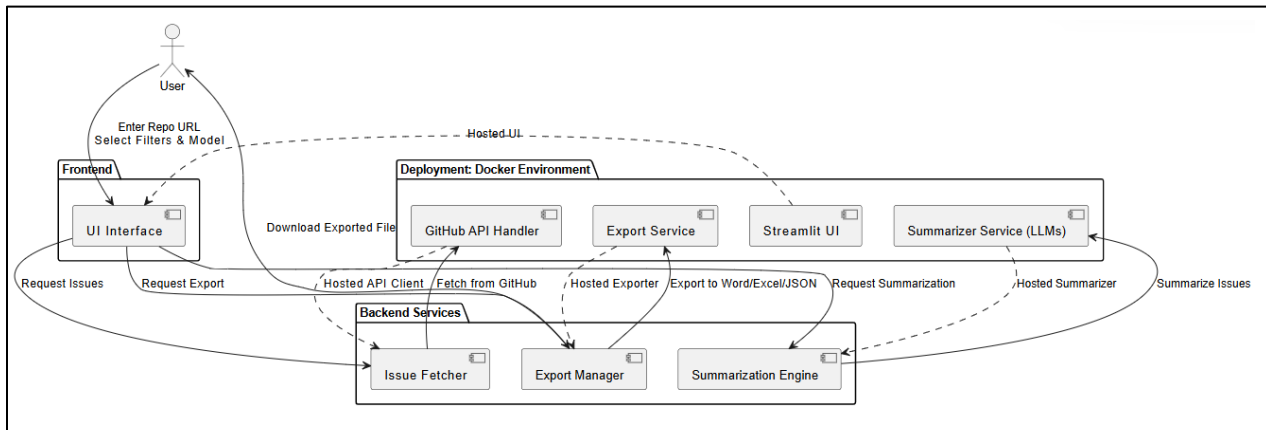 User
Enter Repo URL
Select Filters & Model
Hosted UI
Frontend
Deployment: Docker Environment
UI Interface
Download Exported File
GitHub API Handler
Export Service
Streamlit UI
Summarizer Service (LLMs)
Request Issues
Request Export
Hosted API Client
Fetch from GitHub
Hosted Exporter
Export to Word/Excel/JSON
Request Summarization
Hosted Summarizer
Summarize Issues
Backend Services
Issue Fetcher
Export Manager
Summarization Engine